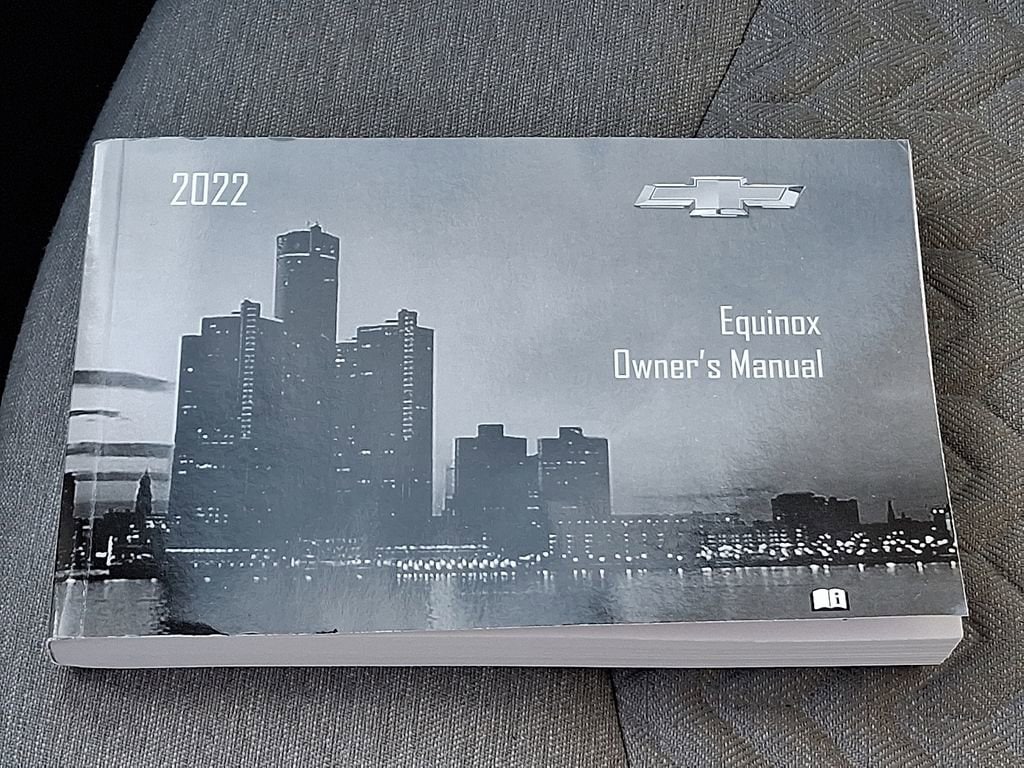 2022
Equinox
Owner's Manual
i